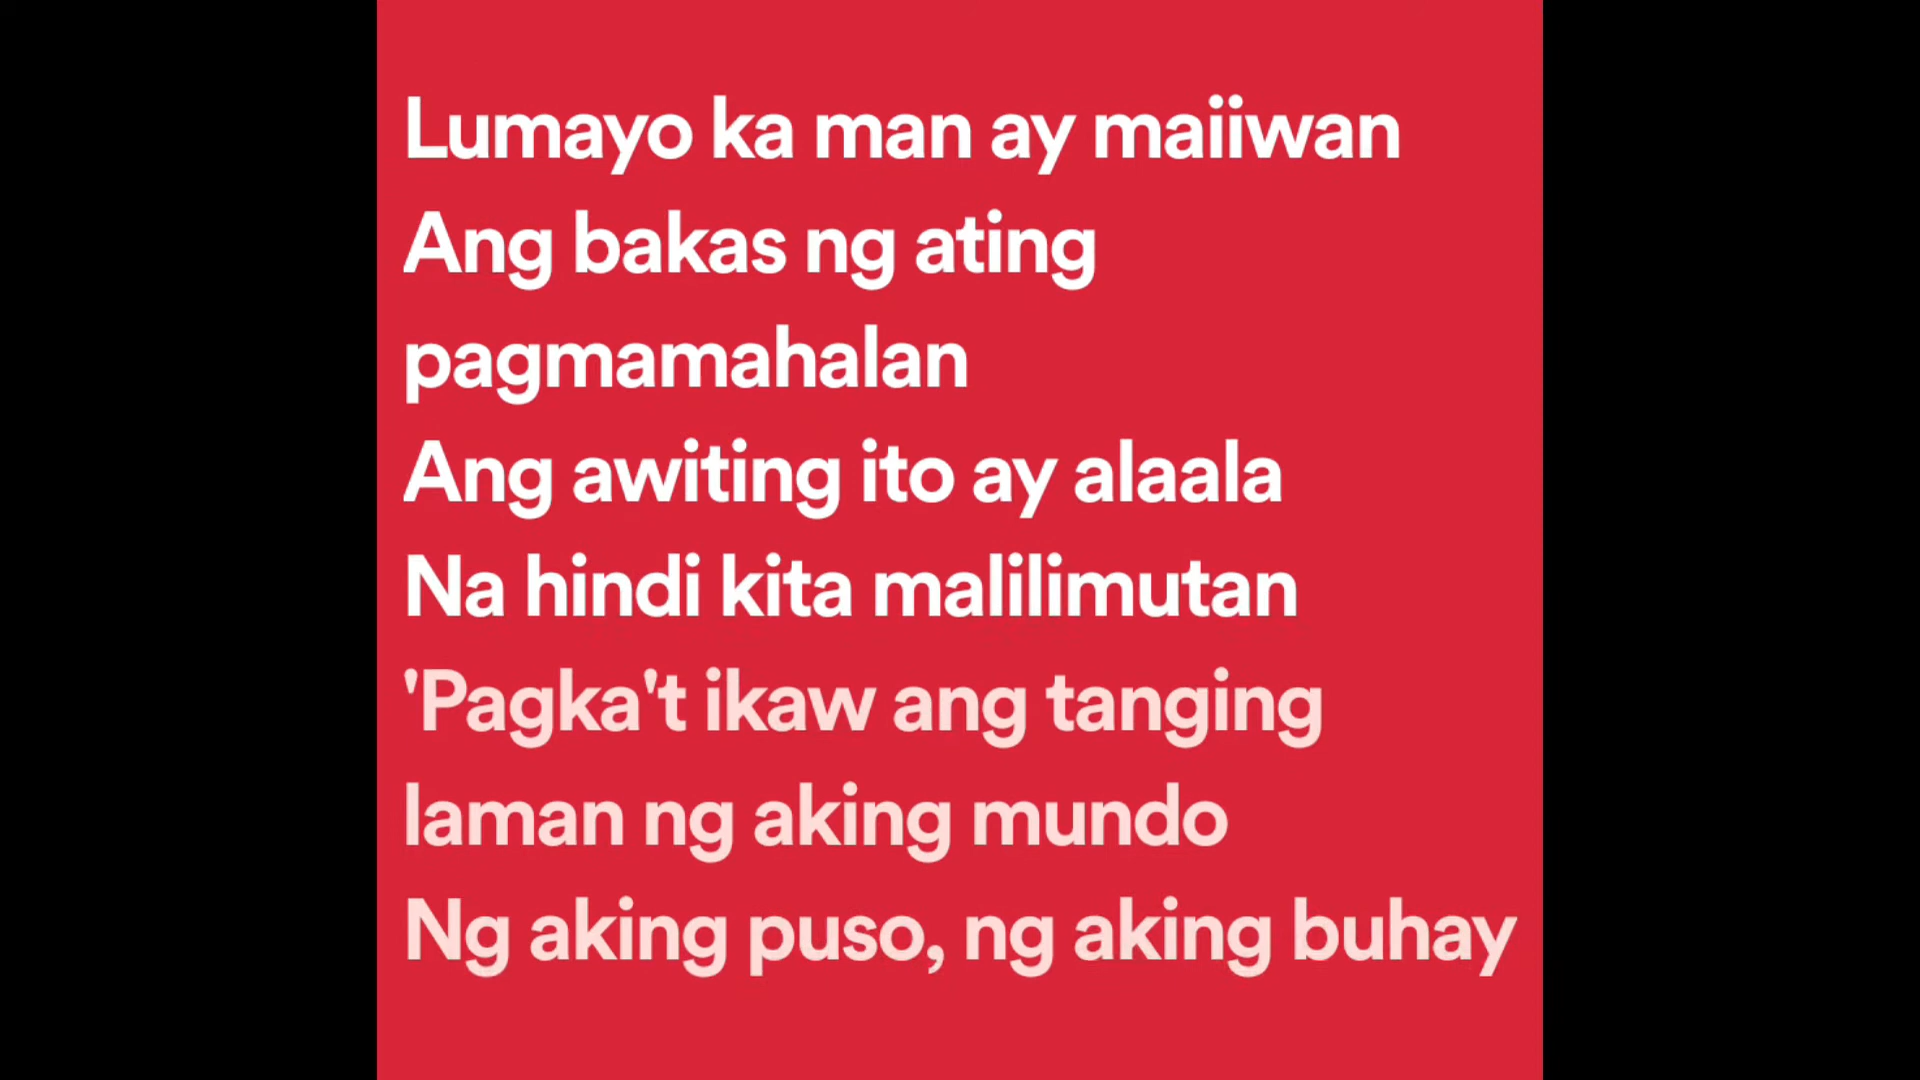 Lumayo ka man ay maiiwan
Ang bakas ng ating
pagmamahalan
Ang awiting ito ay alaala
Na hindi kita malilimutan
'Pagka't ikaw ang tanging
laman ng aking mundo
Ng aking puso, ng aking buhay